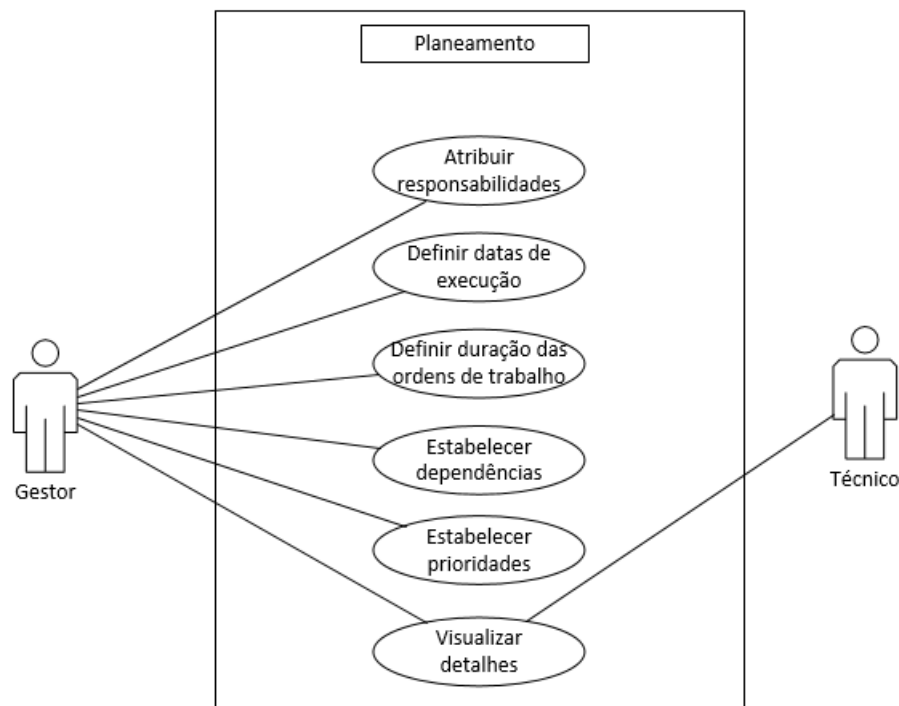 Planeamento
Atribuir
responsabilidades
Definir datas de
execução
Definir duração das
ordens de trabalho
Estabelecer
dependências
Estabelecer
prioridades
Visualizar
detalhes
Gestor
Técnico